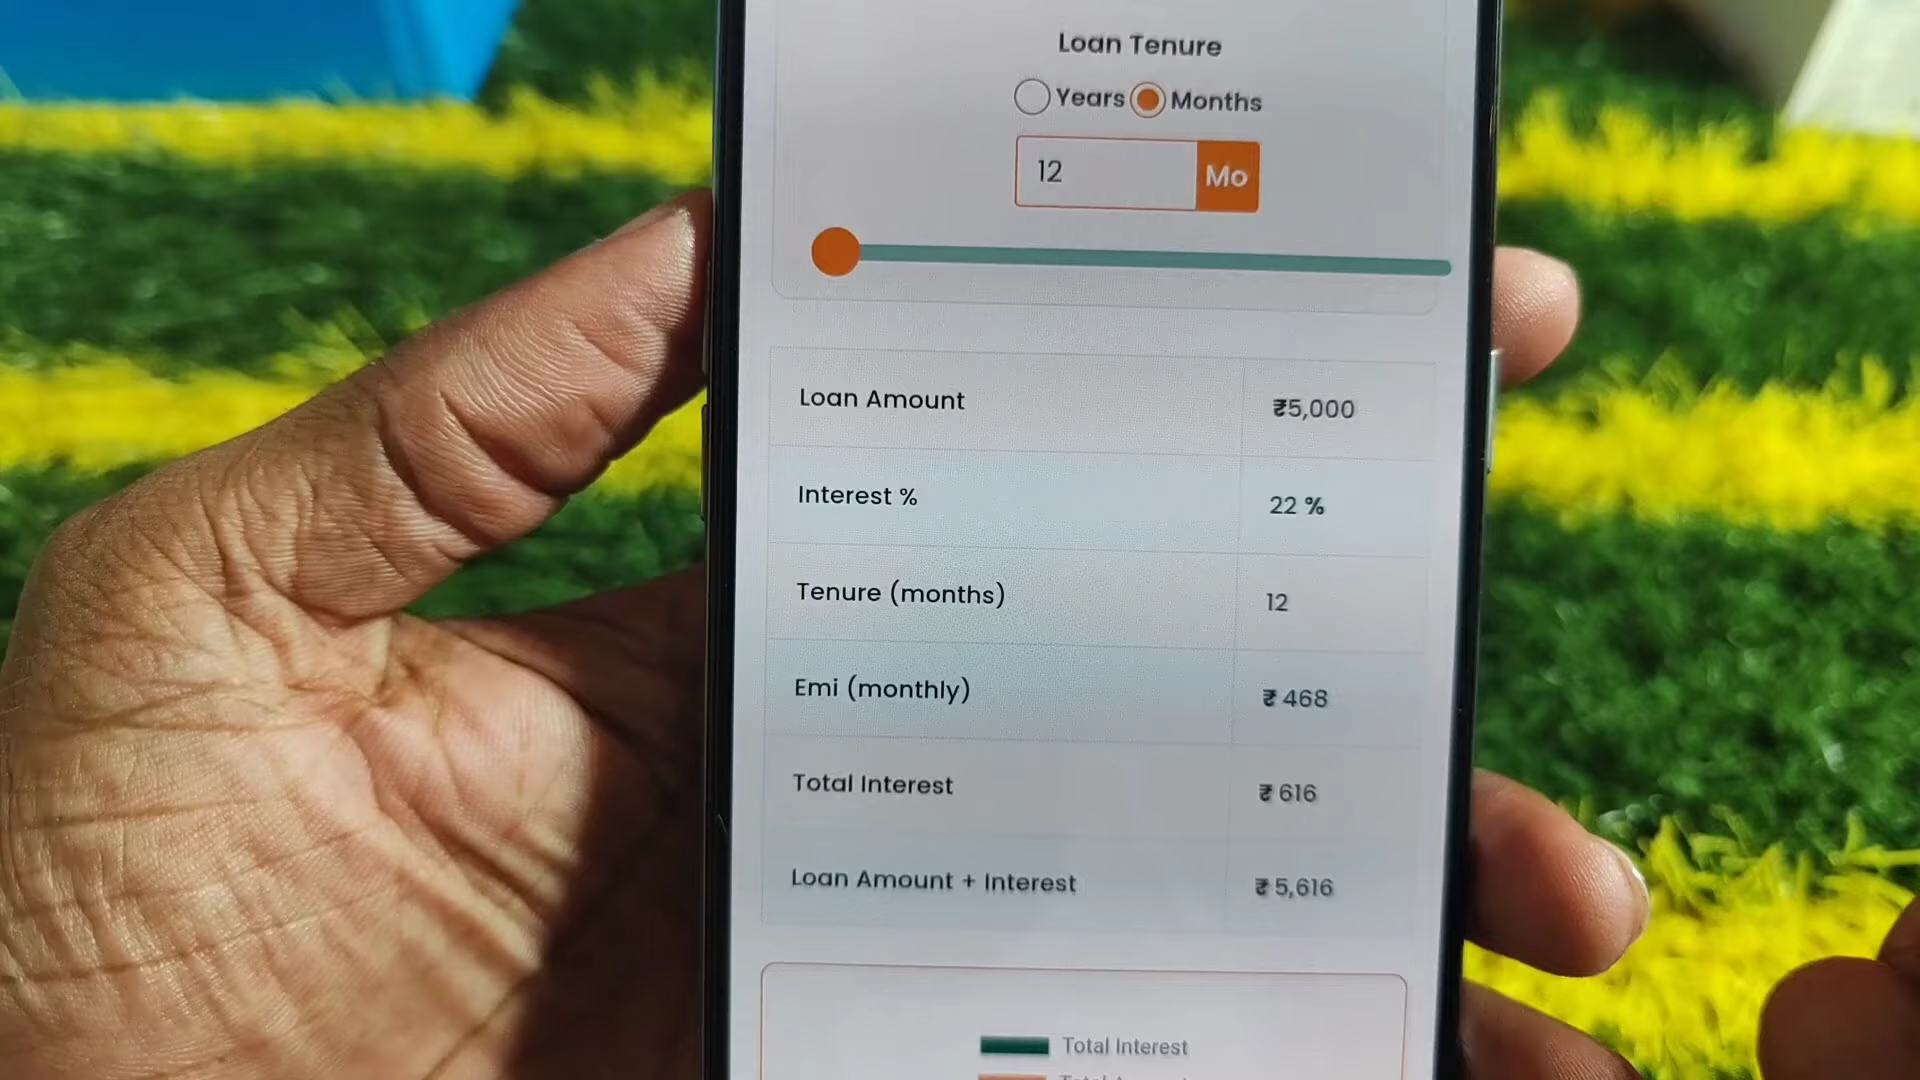 Loan Tenure
Years Months
12 Mo
Loan Amount ₹5,000
Interest % 22 %
Tenure (months) 12
Emi (monthly) ₹ 468
Total Interest ₹ 616
Loan Amount + Interest ₹ 5,616
Total Interest